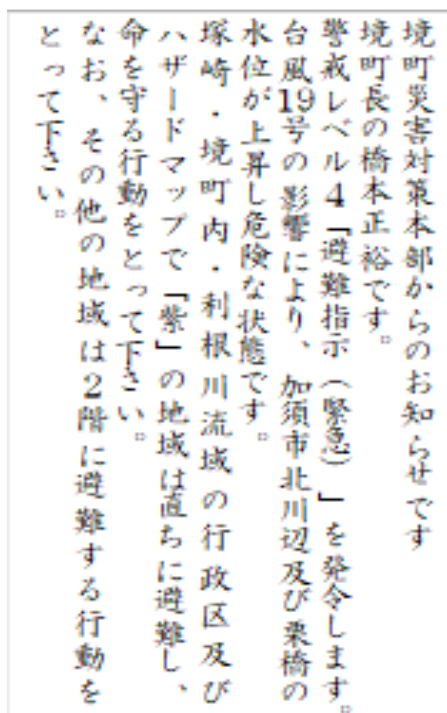 境町災害対策本部からのお知らせです
境町長の橋本正裕です。
警戒レベル4「避難指示（緊急）」を発令します。
台風19号の影響により、加須市北川辺及び栗橋の
水位が上昇し危険な状態です。
塚崎・境町内・利根川流域の行政区及び
ハザードマップで「紫」の地域は直ちに避難し、
命を守る行動をとって下さい。
なお、その他の地域は2階に避難する行動を
とって下さい。